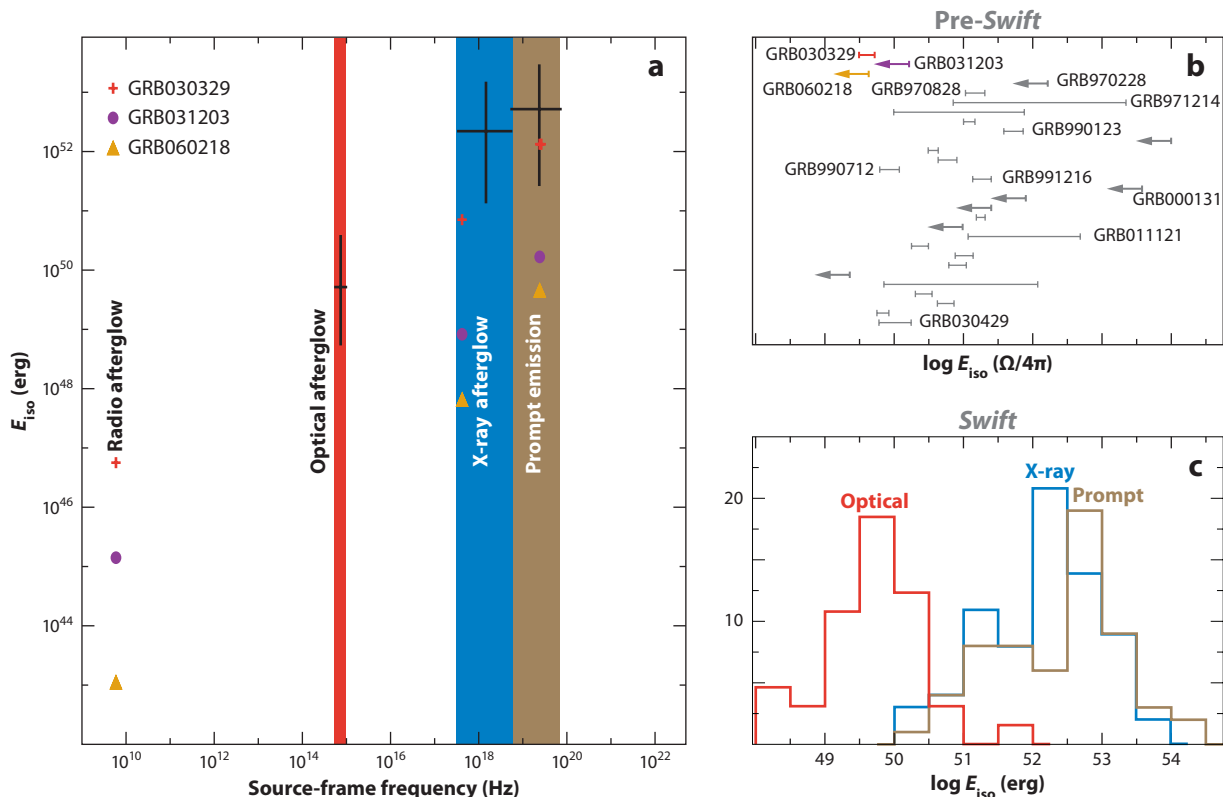 a
GRB030329
GRB031203
GRB060218
10^52
10^50
10^48
10^46
10^44
E_iso (erg)
Radio afterglow
Optical afterglow
X-ray afterglow
Prompt emission
10^10
10^12
10^14
10^16
10^18
10^20
10^22
Source-frame frequency (Hz)
Pre-Swift
b
GRB030329
GRB031203
GRB060218
GRB970828
GRB970228
GRB971214
GRB990123
GRB990712
GRB991216
GRB000131
GRB011121
GRB030429
log E_iso (Ω/4π)
Swift
c
X-ray
Optical
Prompt
20
10
49
50
51
52
53
54
log E_iso (erg)